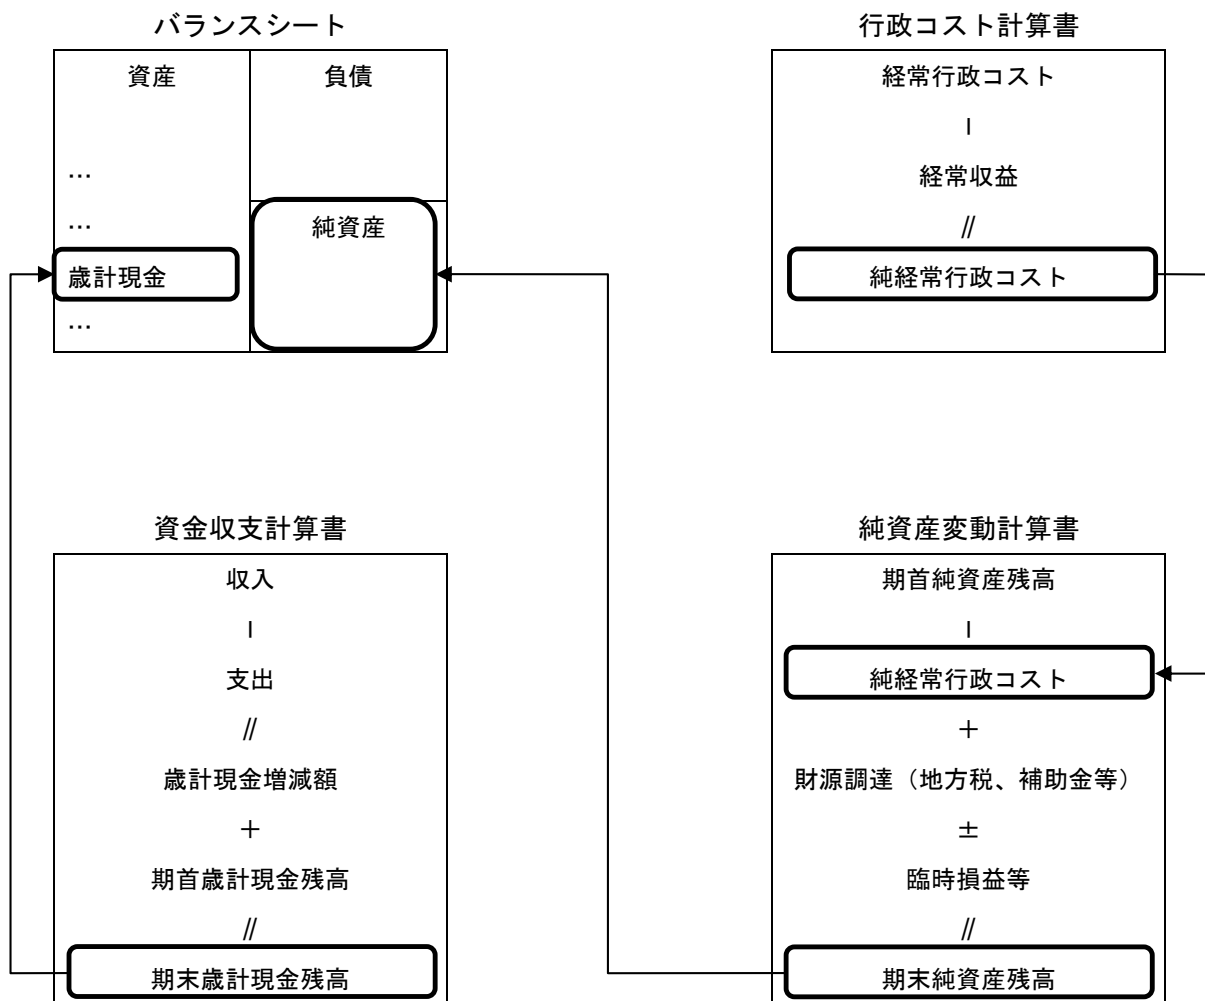 バランスシート
資産
負債
…
…
純資産
歳計現金
…
行政コスト計算書
経常行政コスト
－
経常収益
//
純経常行政コスト
資金収支計算書
収入
－
支出
//
歳計現金増減額
＋
期首歳計現金残高
//
期末歳計現金残高
純資産変動計算書
期首純資産残高
－
純経常行政コスト
＋
財源調達（地方税、補助金等）
±
臨時損益等
//
期末純資産残高